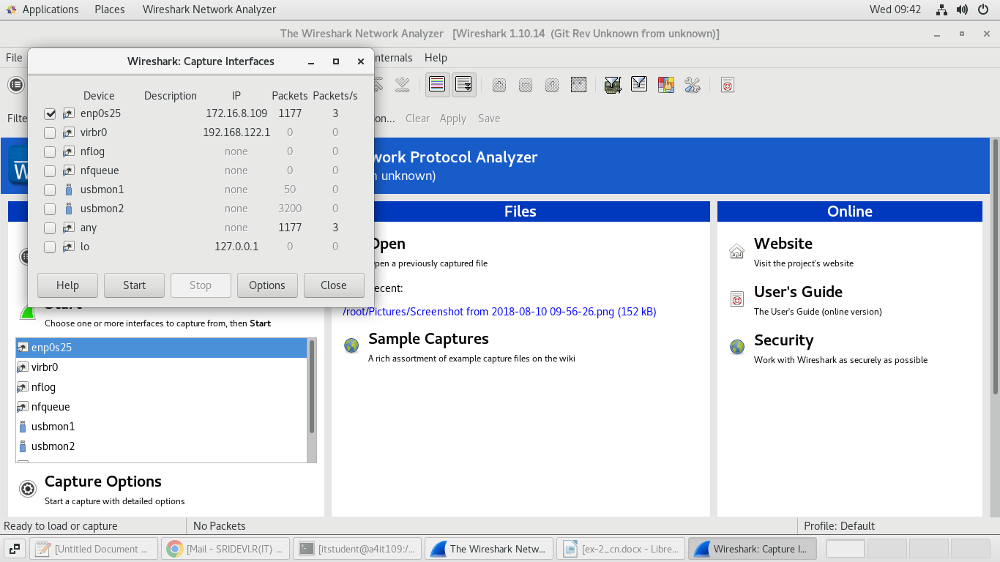 Applications Places Wireshark Network Analyzer Wed 09:42
The Wireshark Network Analyzer [Wireshark 1.10.14 (Git Rev Unknown from unknown)]
File nternals Help
Wireshark: Capture Interfaces
Device Description IP Packets Packets/s
enp0s25 172.16.8.109 1177 3
virbr0 192.168.122.1 0 0
nflog none 0 0
nfqueue none 0 0
usbmon1 none 50 0
usbmon2 none 3200 0
any none 1177 3
lo 127.0.0.1 0 0
Help Start Stop Options Close
Filte on... Clear Apply Save
work Protocol Analyzer
unknown)
Start
Choose one or more interfaces to capture from, then Start
enp0s25
virbr0
nflog
nfqueue
usbmon1
usbmon2
Capture Options
Start a capture with detailed options
Files
Open
pen a previously captured file
ecent:
/root/Pictures/Screenshot from 2018-08-10 09-56-26.png (152 kB)
Sample Captures
A rich assortment of example capture files on the wiki
Online
Website
Visit the project's website
User's Guide
The User's Guide (online version)
Security
Work with Wireshark as securely as possible
Ready to load or capture No Packets Profile: Default
[Untitled Document ... [Mail - SRIDEVI.R(IT) ... [itstudent@a4it109:/... The Wireshark Netw... [ex-2_cn.docx - Libre... Wireshark: Capture I...